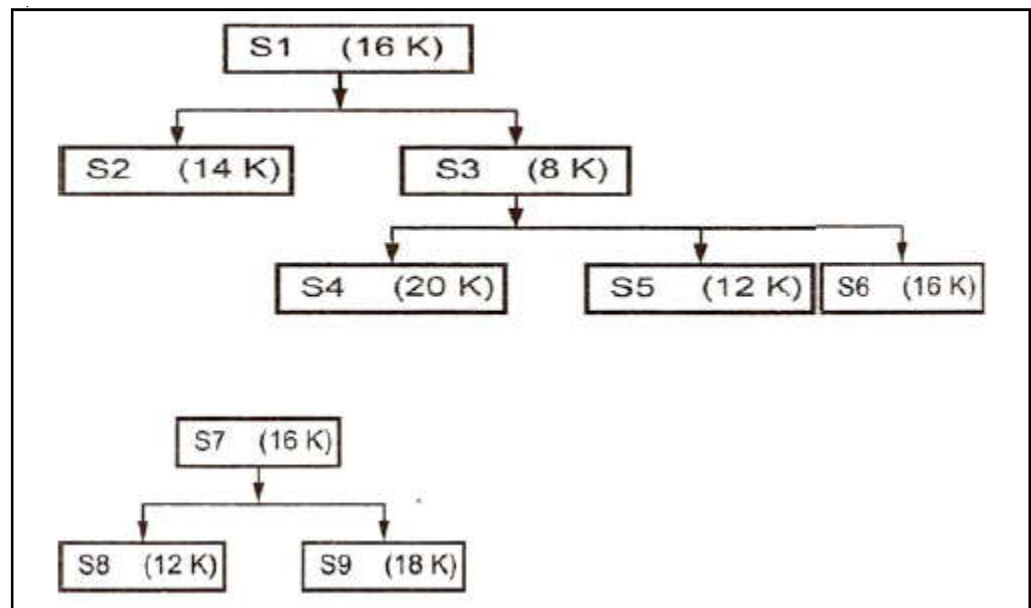 S1 (16 K)
S2 (14 K) S3 (8 K)
S4 (20 K) S5 (12 K) S6 (16 K)
S7 (16 K)
S8 (12 K) S9 (18 K)